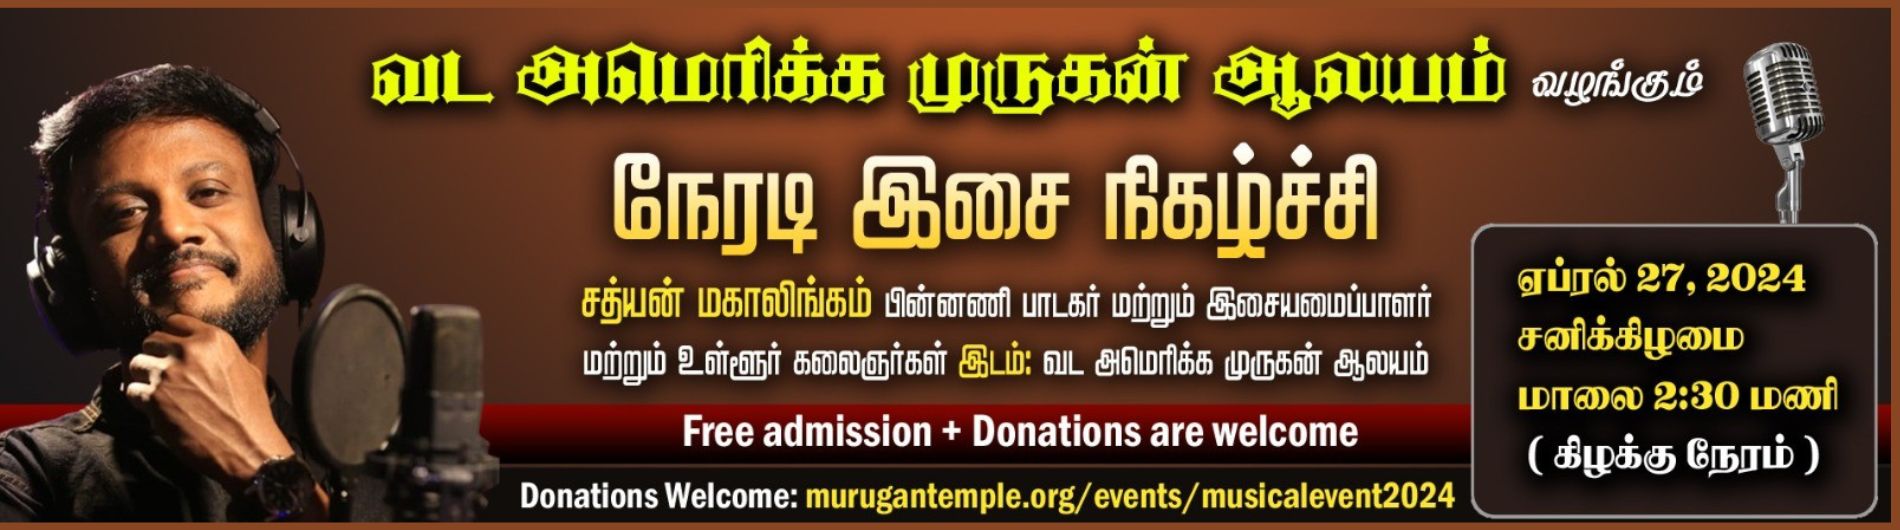 வட அமெரிக்க முருகன் ஆலயம் வழங்கும்
நேரடி இசை நிகழ்ச்சி
சத்யன் மகாலிங்கம் பின்னணி பாடகர் மற்றும் இசையமைப்பாளர்
மற்றும் உள்ளூர் கலைஞர்கள் இடம்: வட அமெரிக்க முருகன் ஆலயம்
Free admission + Donations are welcome
Donations Welcome: murugantemple.org/events/musicalevent2024
ஏப்ரல் 27, 2024
சனிக்கிழமை
மாலை 2:30 மணி
( கிழக்கு நேரம் )